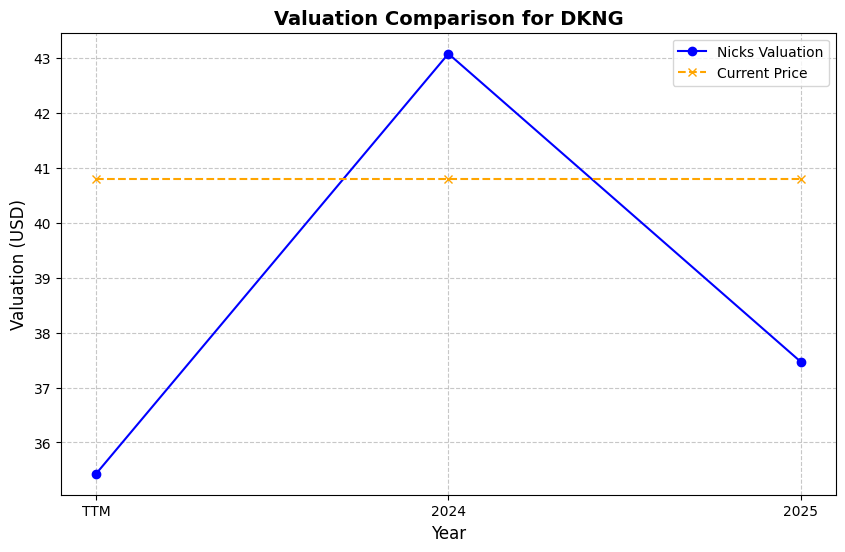 Valuation Comparison for DKNG
Nicks Valuation
Current Price
Valuation (USD)
43
42
41
40
39
38
37
36
TTM
2024
2025
Year